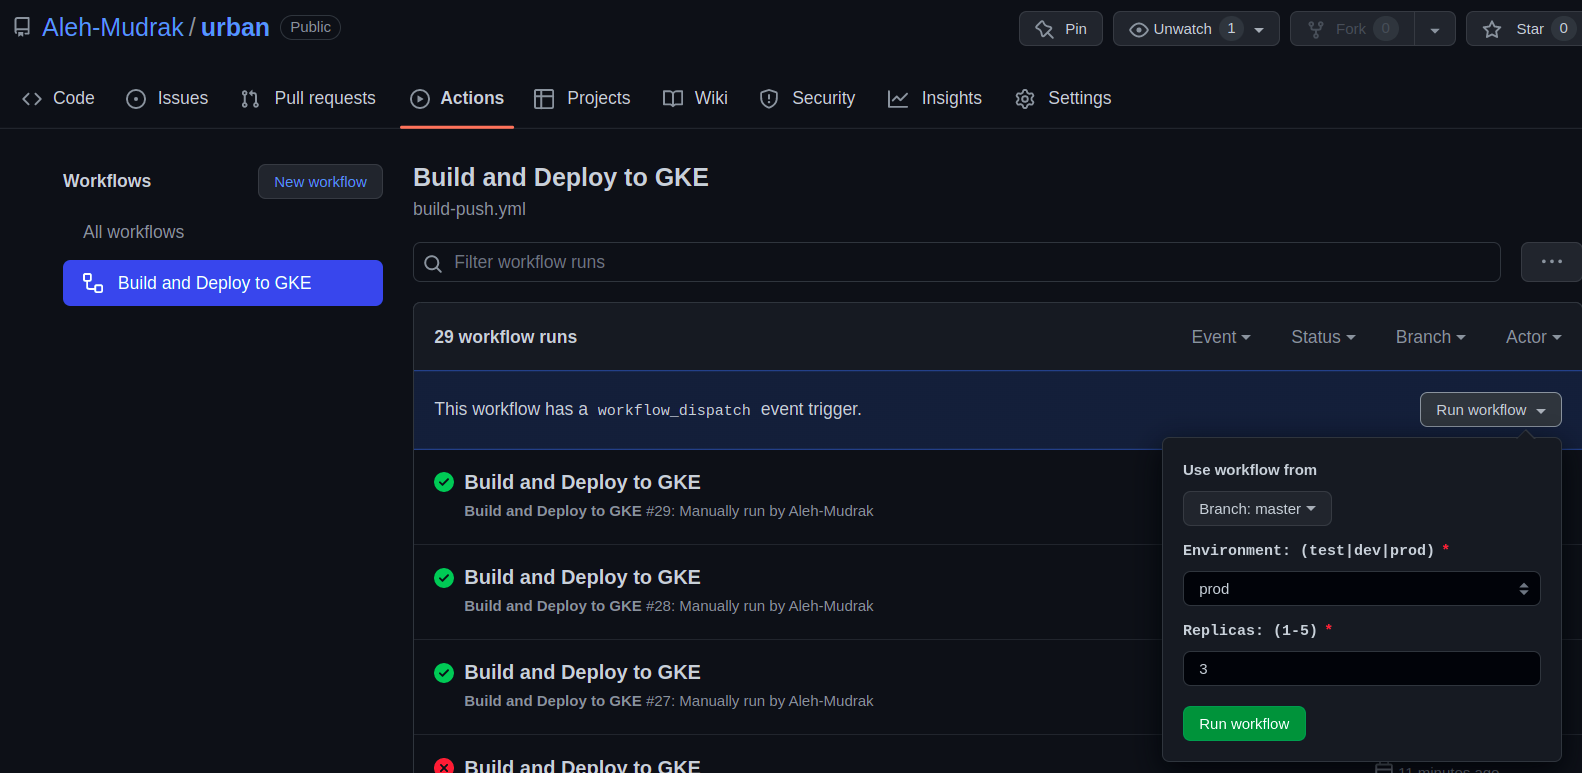 Aleh-Mudrak / urban Public Pin Unwatch 1 Fork 0 Star 0
Code Issues Pull requests Actions Projects Wiki Security Insights Settings
Workflows New workflow
All workflows
Build and Deploy to GKE
Build and Deploy to GKE
build-push.yml
Filter workflow runs
29 workflow runs Event Status Branch Actor
This workflow has a workflow_dispatch event trigger. Run workflow
Build and Deploy to GKE
Build and Deploy to GKE #29: Manually run by Aleh-Mudrak
Build and Deploy to GKE
Build and Deploy to GKE #28: Manually run by Aleh-Mudrak
Build and Deploy to GKE
Build and Deploy to GKE #27: Manually run by Aleh-Mudrak
Build and Deploy to GKE
Use workflow from
Branch: master
Environment: (test|dev|prod) *
prod
Replicas: (1-5) *
3
Run workflow
11 minutes ago